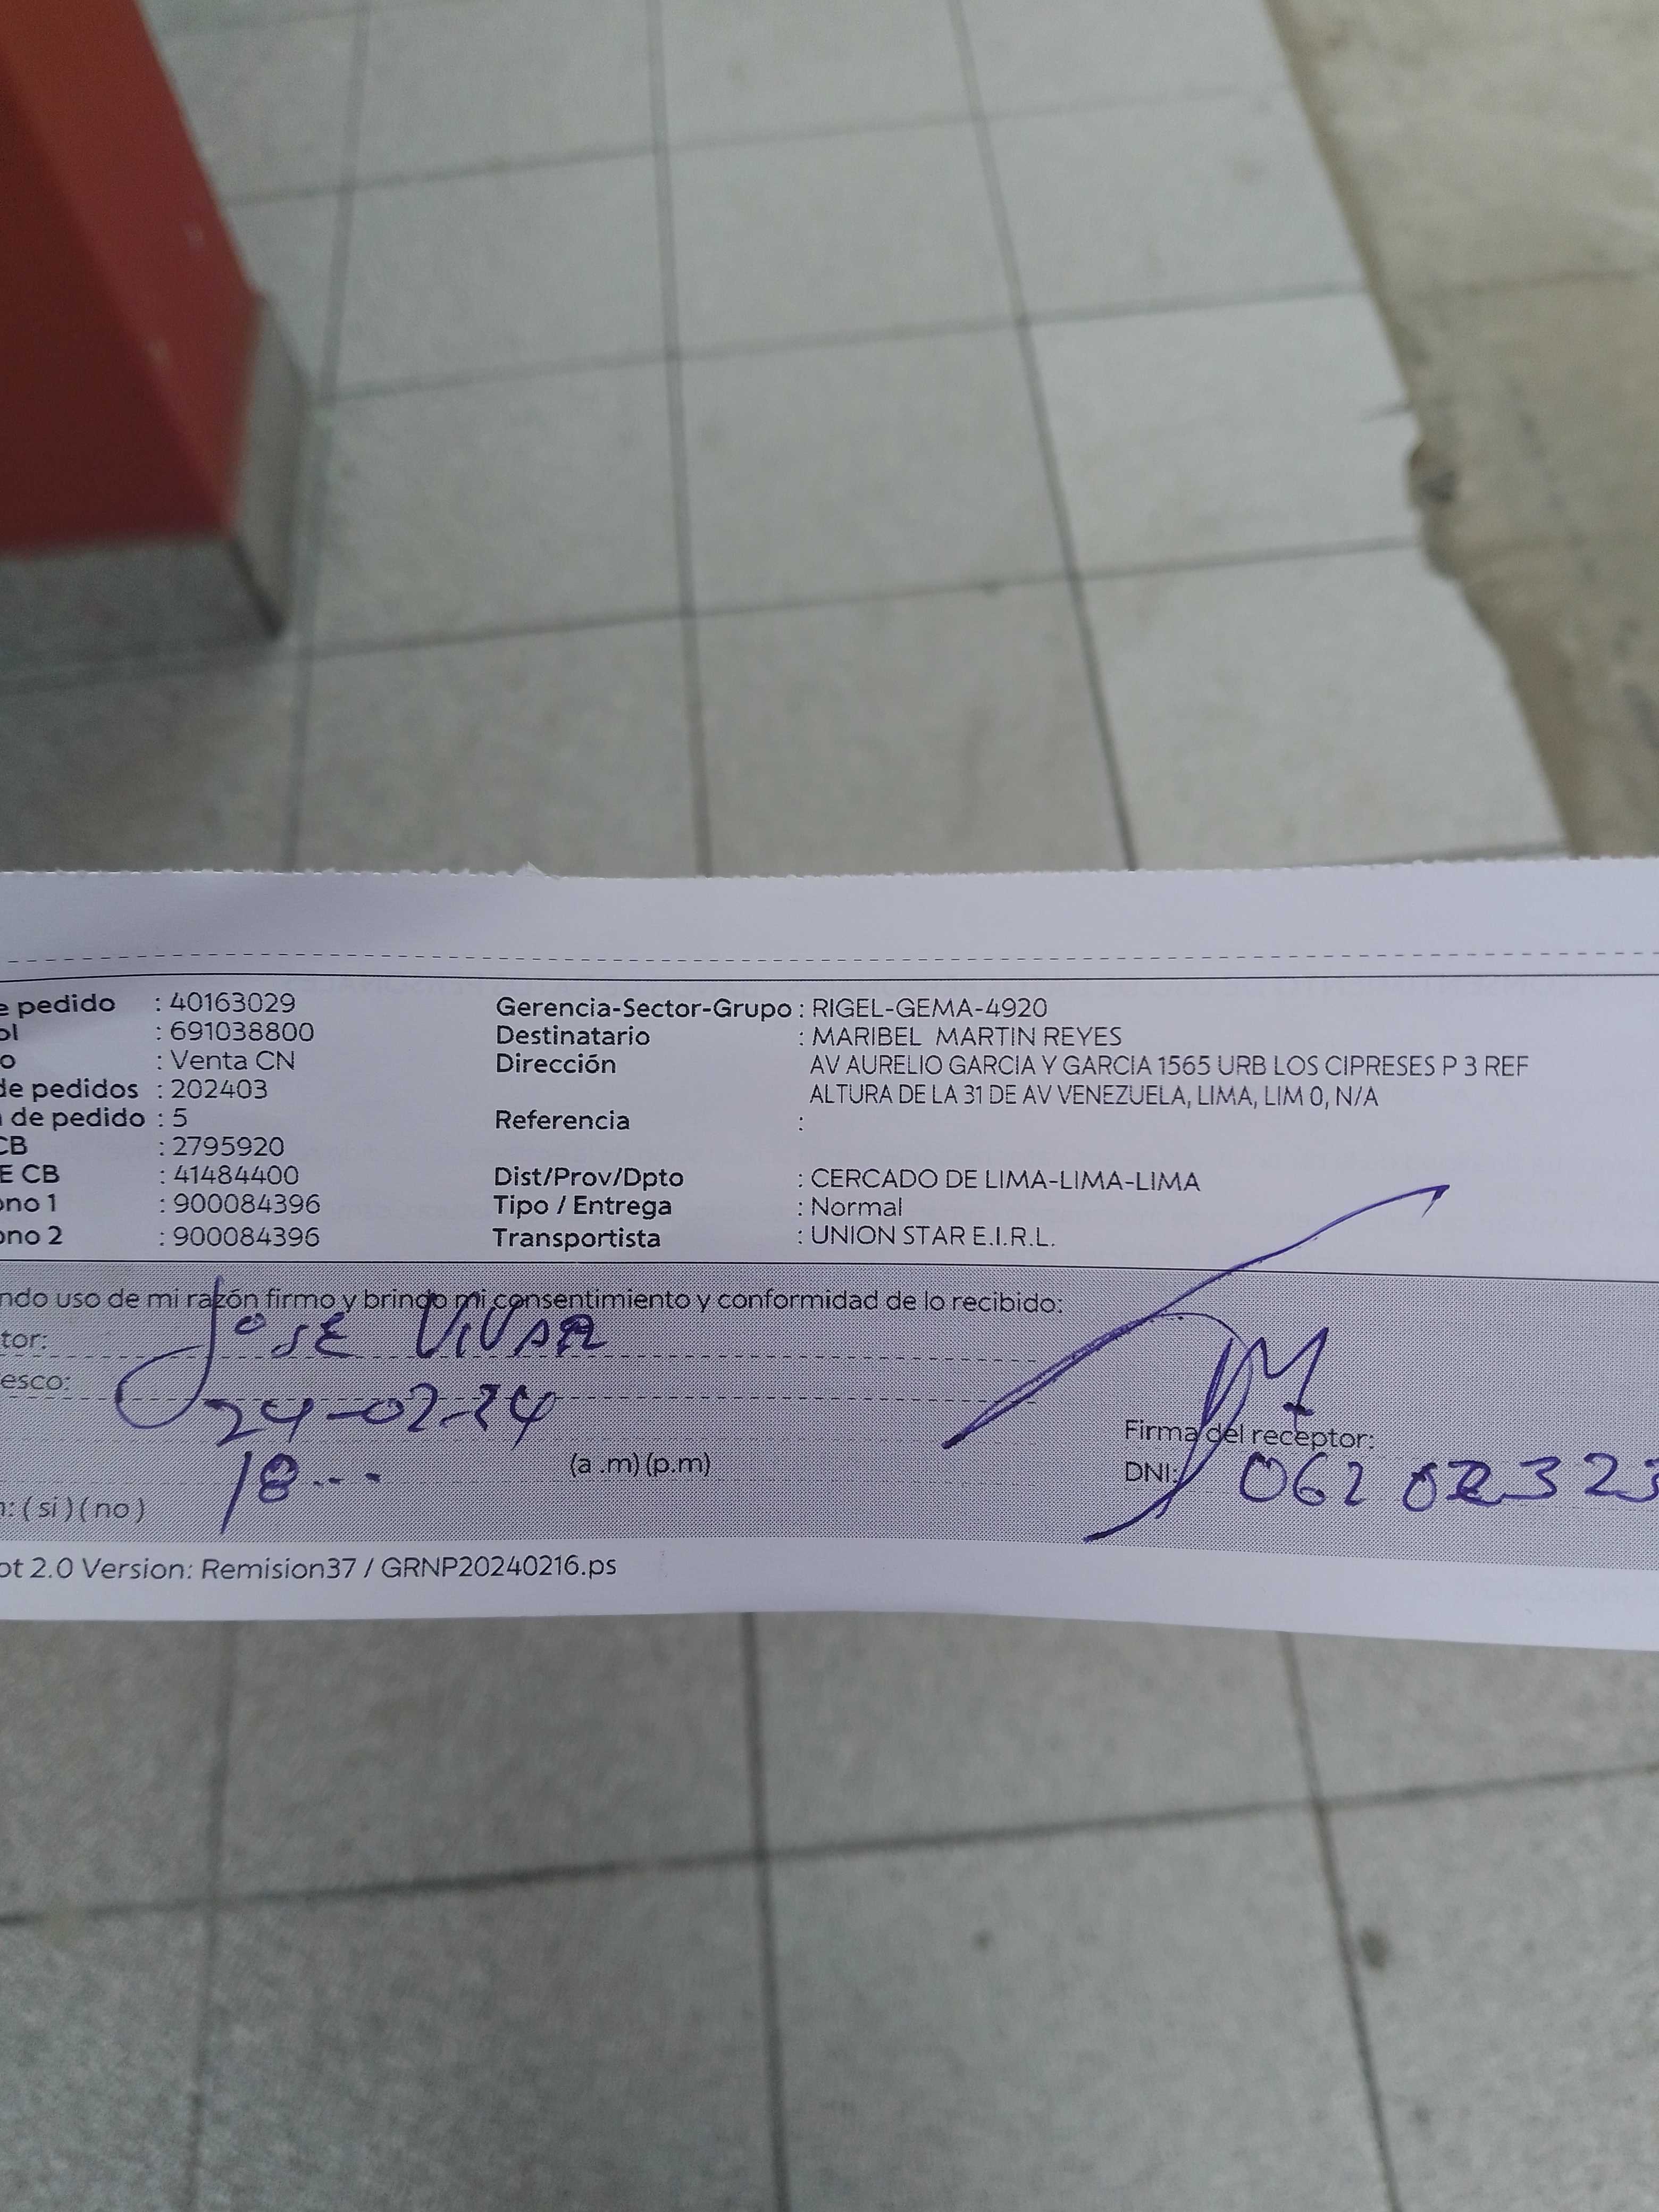 e pedido : 40163029 Gerencia-Sector-Grupo : RIGEL-GEMA-4920
ol : 691038800 Destinatario : MARIBEL MARTIN REYES
o : Venta CN Dirección AV AURELIO GARCIA Y GARCIA 1565 URB LOS CIPRESES P 3 REF
de pedidos : 202403 ALTURA DE LA 31 DE AV VENEZUELA, LIMA, LIM 0, N/A
de pedido : 5 Referencia :
CB : 2795920
E CB : 41484400 Dist/Prov/Dpto : CERCADO DE LIMA-LIMA-LIMA
ono 1 : 900084396 Tipo / Entrega : Normal
ono 2 : 900084396 Transportista : UNION STAR E.I.R.L.
ndo uso de mi razón firmo y brindo mi consentimiento y conformidad de lo recibido:
tor: JOSE VIVAR
esco:
24-02-24
Firma del receptor:
18 (a .m) (p.m) DNI:
n: ( si ) ( no )
ot 2.0 Version: Remision37 / GRNP20240216.ps